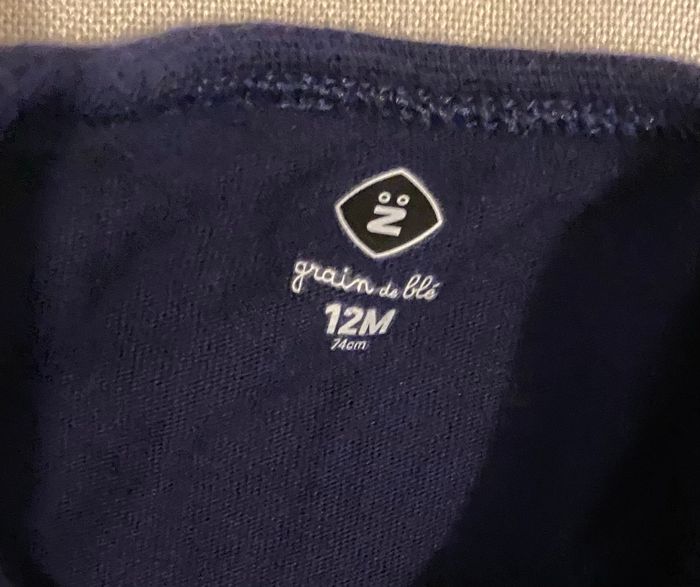 z̈
grain de blé
12M
74cm